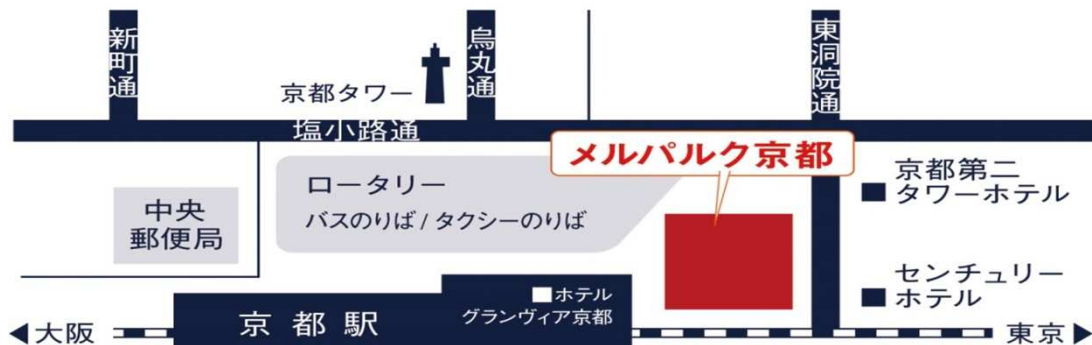 新町通
烏丸通
東洞院通
京都タワー
塩小路通
メルパルク京都
ロータリー
バスのりば / タクシーのりば
京都第二
タワーホテル
中央
郵便局
センチュリー
ホテル
ホテル
グランヴィア京都
京都駅
◀大阪
東京▶